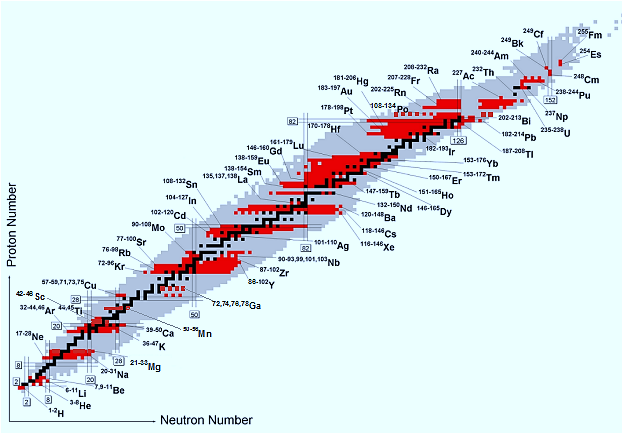 255Fm
249Cf
249Bk
254Es
240-244Am
248Cm
227Ac
232Th
238-244Pu
208-232Ra
207-228Fr
202-225Rn
181-206Hg
183-197Au
108-134Po
178-198Pt
170-178Hf
152
237Np
235-238U
202-213Bi
182-214Pb
187-208Tl
82
126
182-193Ir
161-179Lu
146-160Gd
138-159Eu
138-154Sm
135, 137, 138La
153-176Yb
153-172Tm
150-167Er
151-165Ho
146-165Dy
147-159Tb
132-150Nd
120-148Ba
118-146Cs
116-146Xe
108-132Sn
104-127In
102-120Cd
50
82
90-108Mo
77-100Sr
76-98Rb
72-96Kr
101-110Ag
90-93,99,101,103Nb
87-102Zr
86-102Y
57-59,71,73,75Cu
72,74,76,78Ga
50
42-46Sc
28
32-44,46Ar
44,45Ti
20
39-50Ca
50-56Mn
36-47K
28
17-28Ne
21-33Mg
20-31Na
20
8
7,9-11Be
6-11Li
3-8He
1-2H
2
2
8
Proton Number
Neutron Number